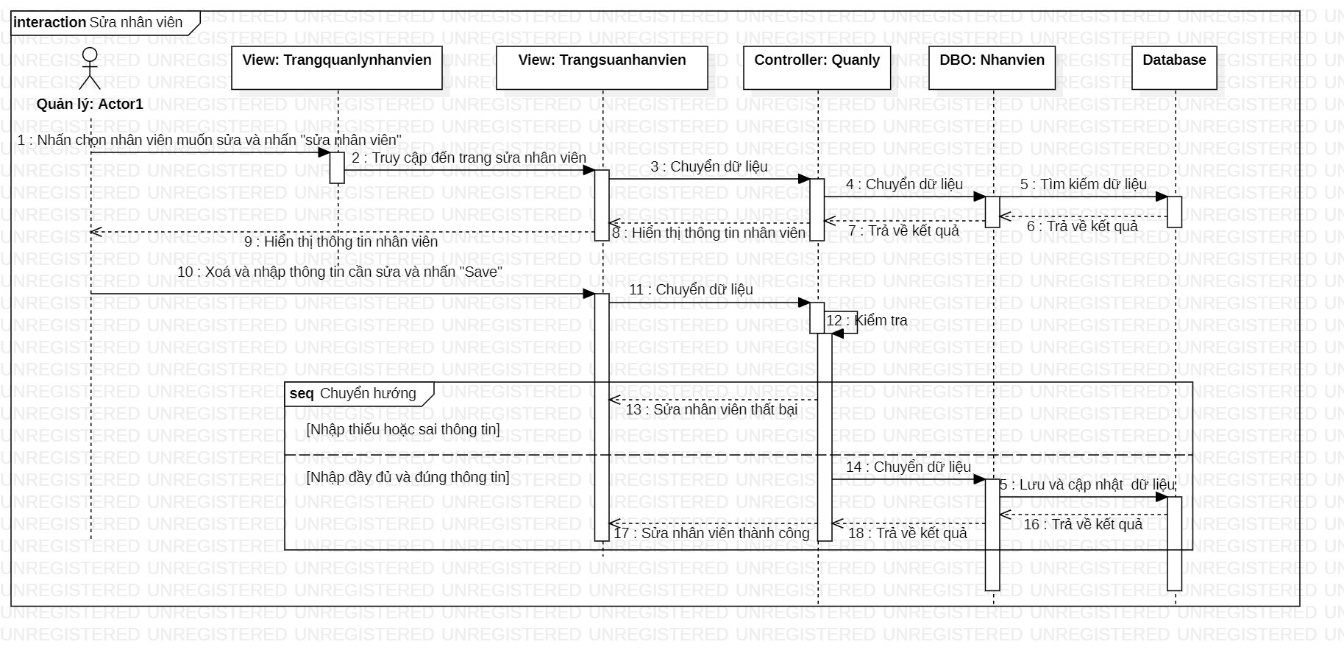 interaction Sửa nhân viên
Quản lý: Actor1
View: Trangquanlynhanvien
View: Trangsuanhanvien
Controller: Quanly
DBO: Nhanvien
Database
1 : Nhấn chọn nhân viên muốn sửa và nhấn "sửa nhân viên"
2 : Truy cập đến trang sửa nhân viên
3 : Chuyển dữ liệu
4 : Chuyển dữ liệu
5 : Tìm kiếm dữ liệu
6 : Trả về kết quả
7 : Trả về kết quả
8 : Hiển thị thông tin nhân viên
9 : Hiển thị thông tin nhân viên
10 : Xoá và nhập thông tin cần sửa và nhấn "Save"
11 : Chuyển dữ liệu
12 : Kiểm tra
seq Chuyển hướng
13 : Sửa nhân viên thất bại
[Nhập thiếu hoặc sai thông tin]
[Nhập đầy đủ và đúng thông tin]
14 : Chuyển dữ liệu
5 : Lưu và cập nhật dữ liệu
16 : Trả về kết quả
17 : Sửa nhân viên thành công
18 : Trả về kết quả